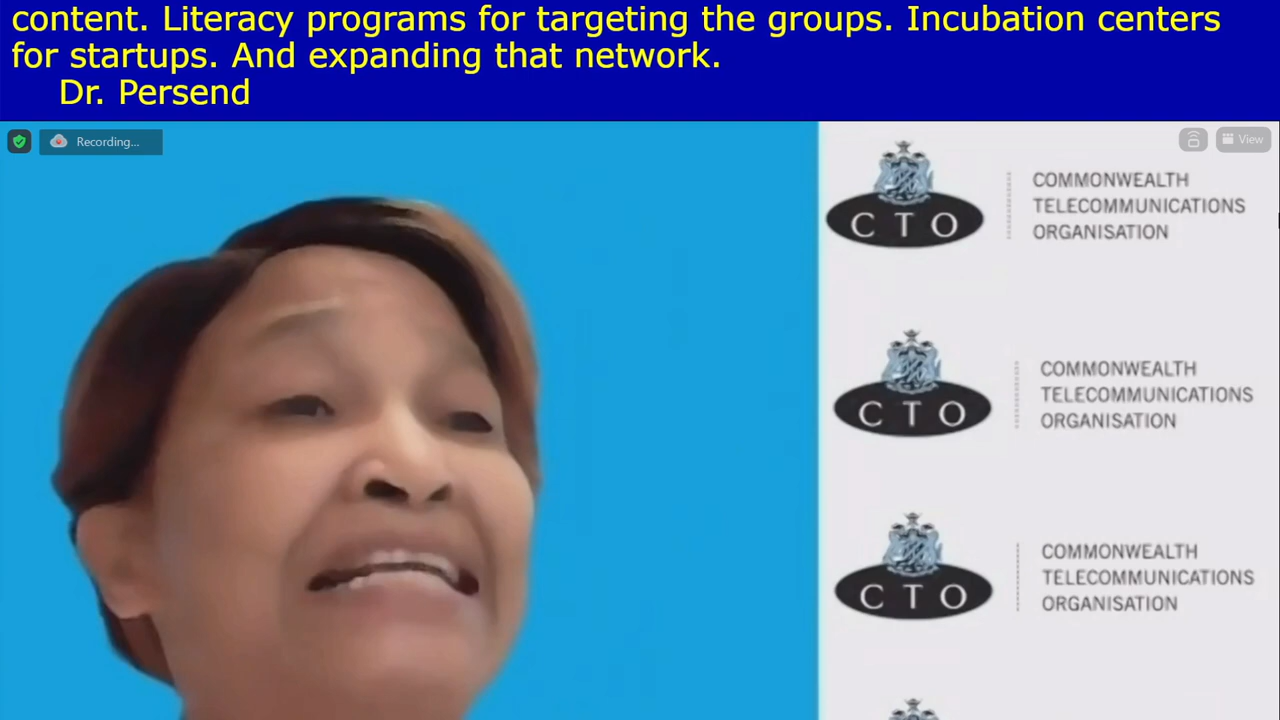 content. Literacy programs for targeting the groups. Incubation centers
for startups. And expanding that network.
Dr. Persend
Recording...
View
CTO
COMMONWEALTH
TELECOMMUNICATIONS
ORGANISATION
CTO
COMMONWEALTH
TELECOMMUNICATIONS
ORGANISATION
CTO
COMMONWEALTH
TELECOMMUNICATIONS
ORGANISATION